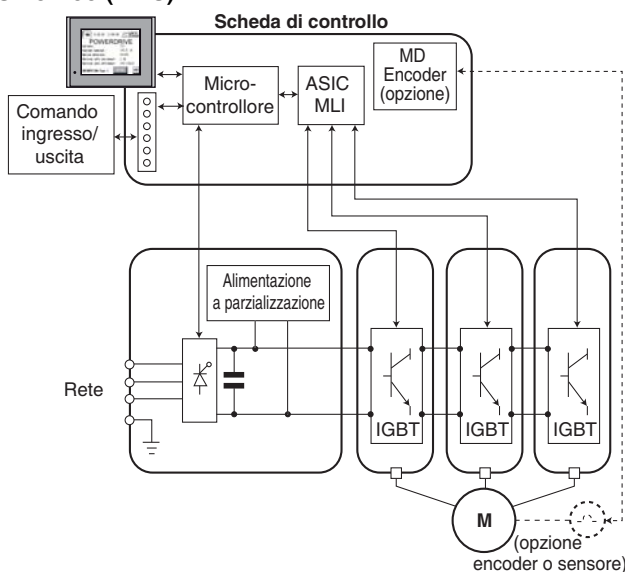 Scheda di controllo
POWERDRIVE
MD
Encoder
(opzione)
Micro-
controllore
ASIC
MLI
Comando
ingresso/
uscita
Alimentazione
a parzializzazione
Rete
IGBT
IGBT
IGBT
M
(opzione
encoder o sensore)